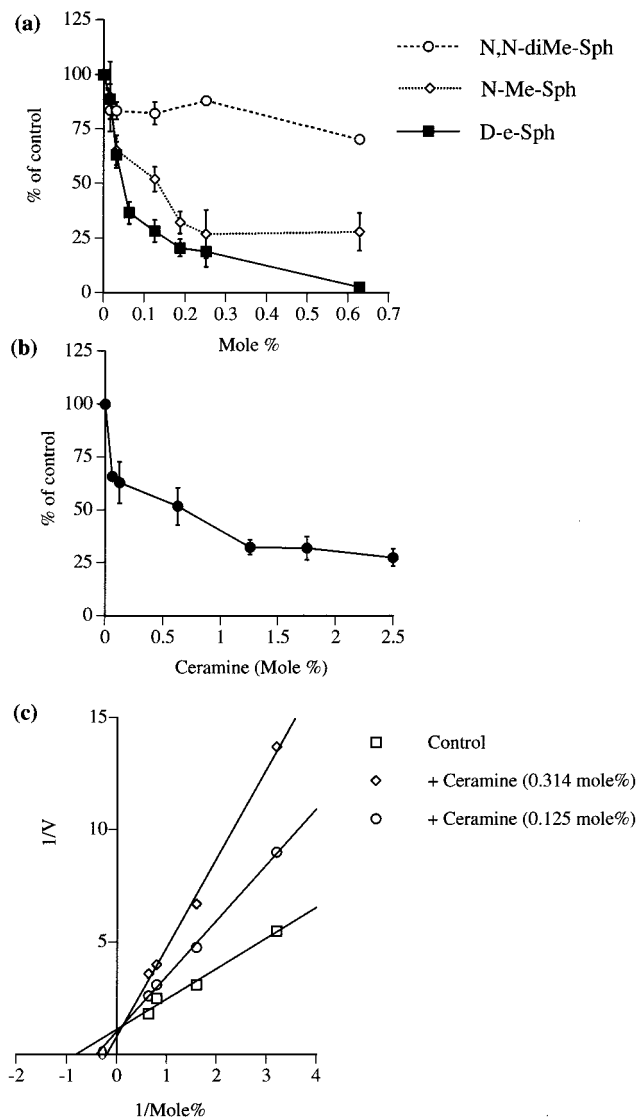 (a)
125
100
75
50
25
0
% of control
0 0.1 0.2 0.3 0.4 0.5 0.6 0.7
Mole %
N,N-diMe-Sph
N-Me-Sph
D-e-Sph
(b)
125
100
75
50
25
0
% of control
0 0.5 1 1.5 2 2.5
Ceramine (Mole %)
(c)
15
10
5
1/V
-2 -1 0 1 2 3 4
1/Mole%
Control
+ Ceramine (0.314 mole%)
+ Ceramine (0.125 mole%)